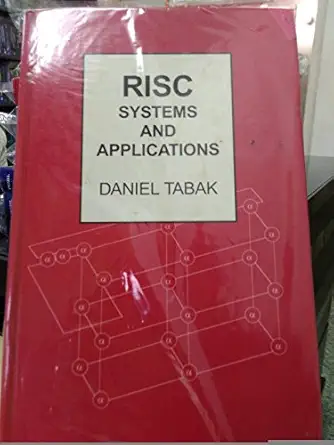 RISC
SYSTEMS
AND
APPLICATIONS
DANIEL TABAK